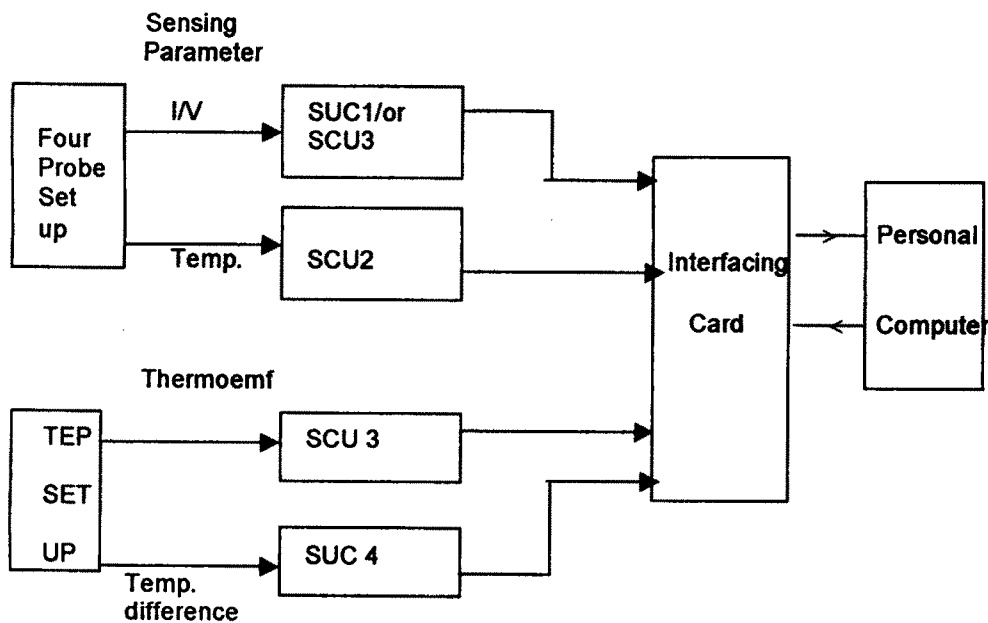 Sensing
Parameter
I/V
SUC1/or
SCU3
Four
Probe
Set
up
Temp.
SCU2
Interfacing
Card
Personal
Computer
Thermoemf
TEP
SET
UP
SCU 3
SUC 4
Temp.
difference